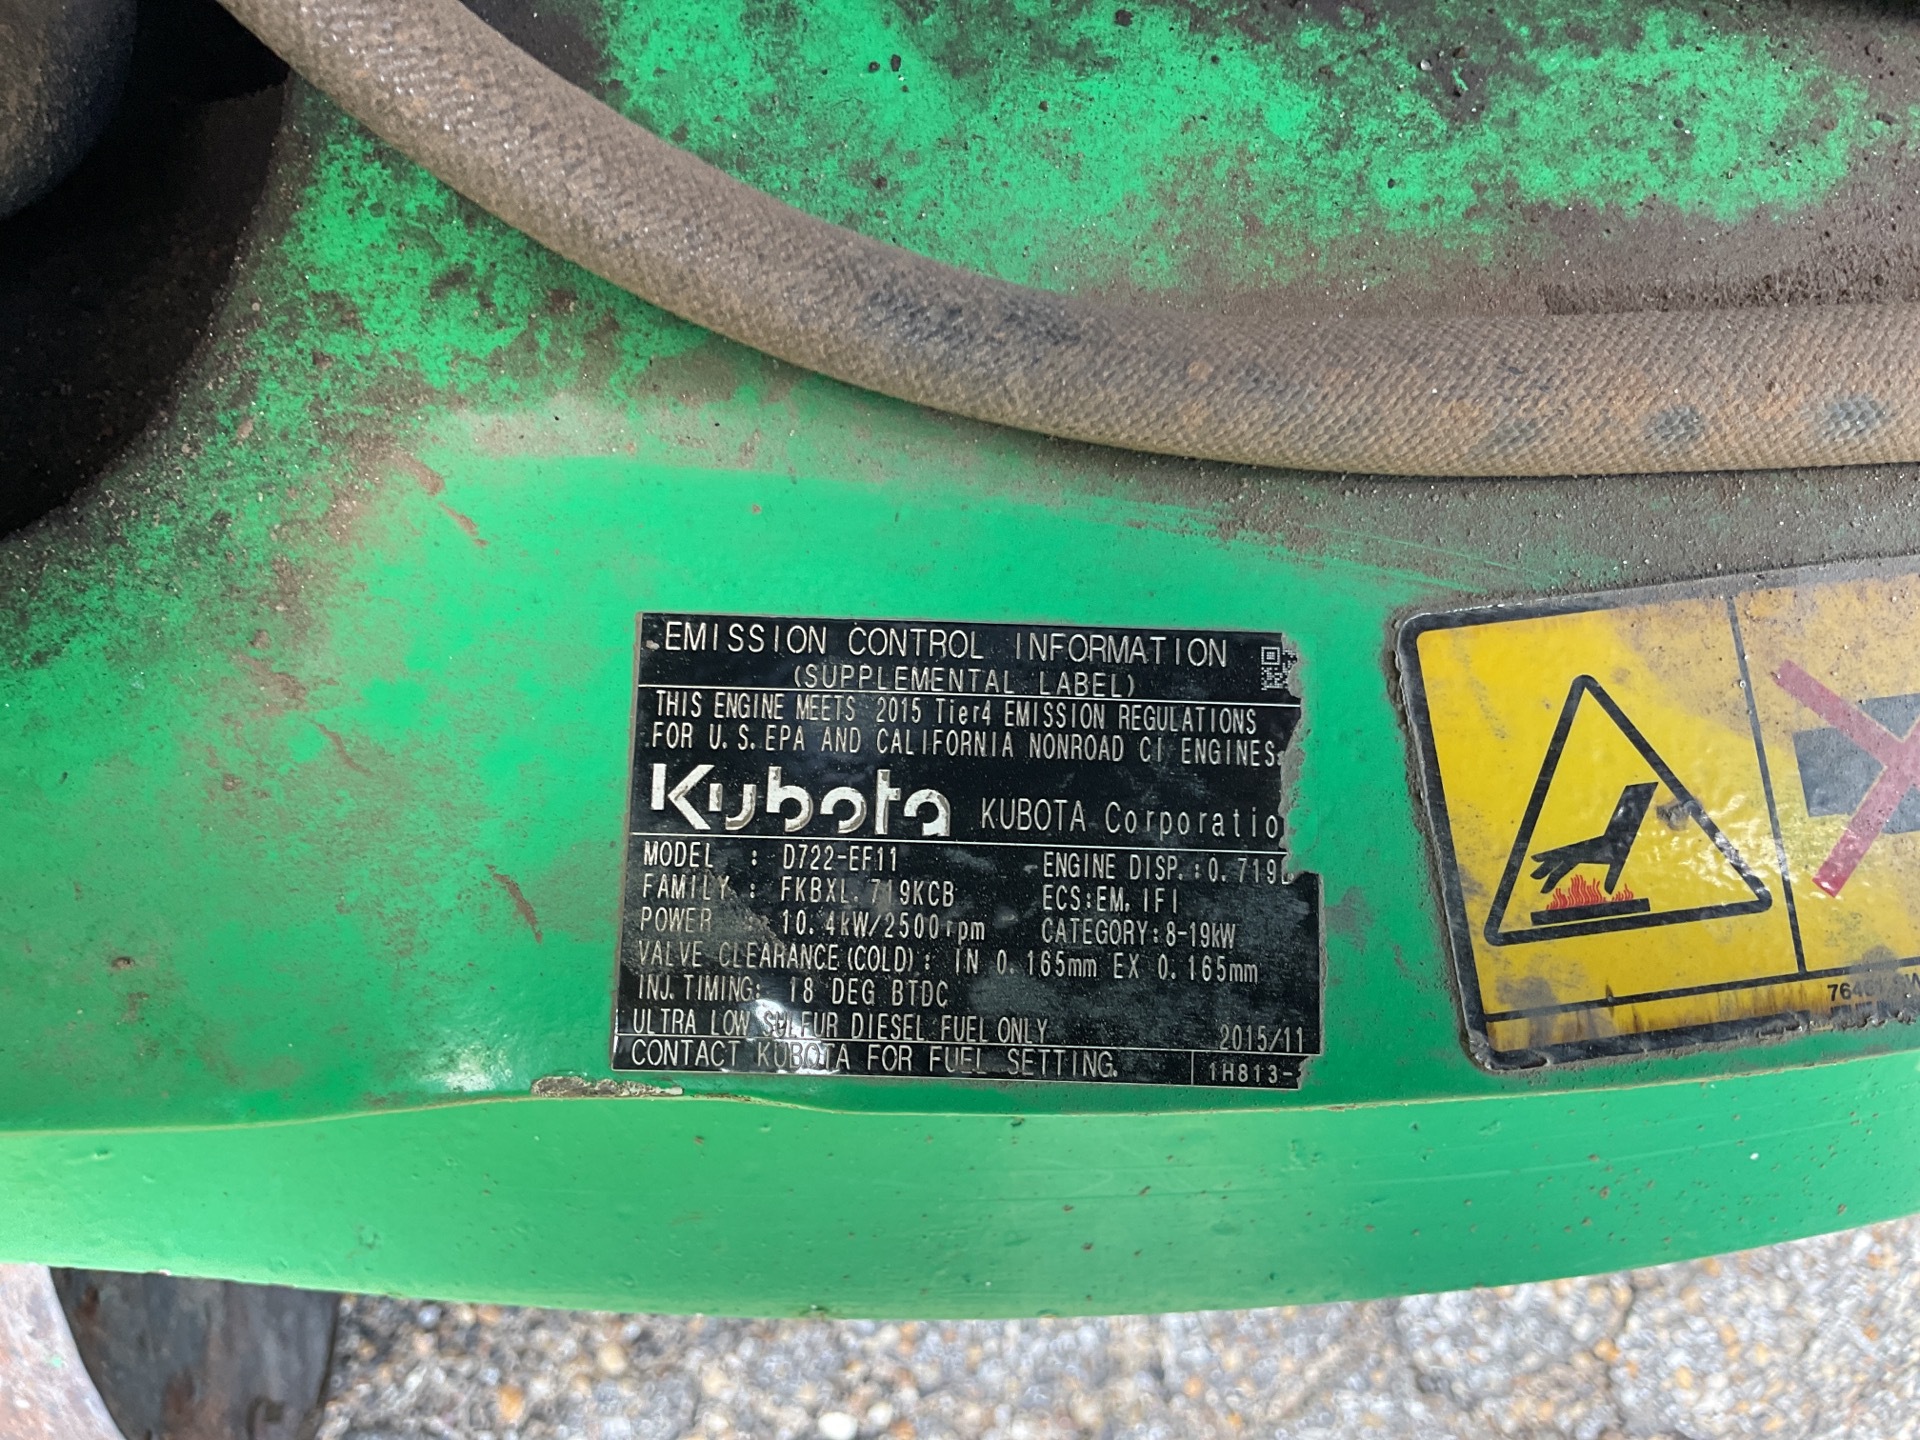 EMISSION CONTROL INFORMATION
(SUPPLEMENTAL LABEL)
THIS ENGINE MEETS 2015 Tier4 EMISSION REGULATIONS
FOR U.S.EPA AND CALIFORNIA NONROAD CI ENGINES.
Kubota KUBOTA Corporatio
MODEL : D722-EF11 ENGINE DISP.:0.719L
FAMILY : FKBXL.719KCB ECS:EM,IFI
POWER : 10.4kW/2500rpm CATEGORY:8-19kW
VALVE CLEARANCE(COLD): IN 0.165mm EX 0.165mm
INJ.TIMING: 18 DEG BTDC
ULTRA LOW SULFUR DIESEL FUEL ONLY 2015/11
CONTACT KUBOTA FOR FUEL SETTING. 1H813-